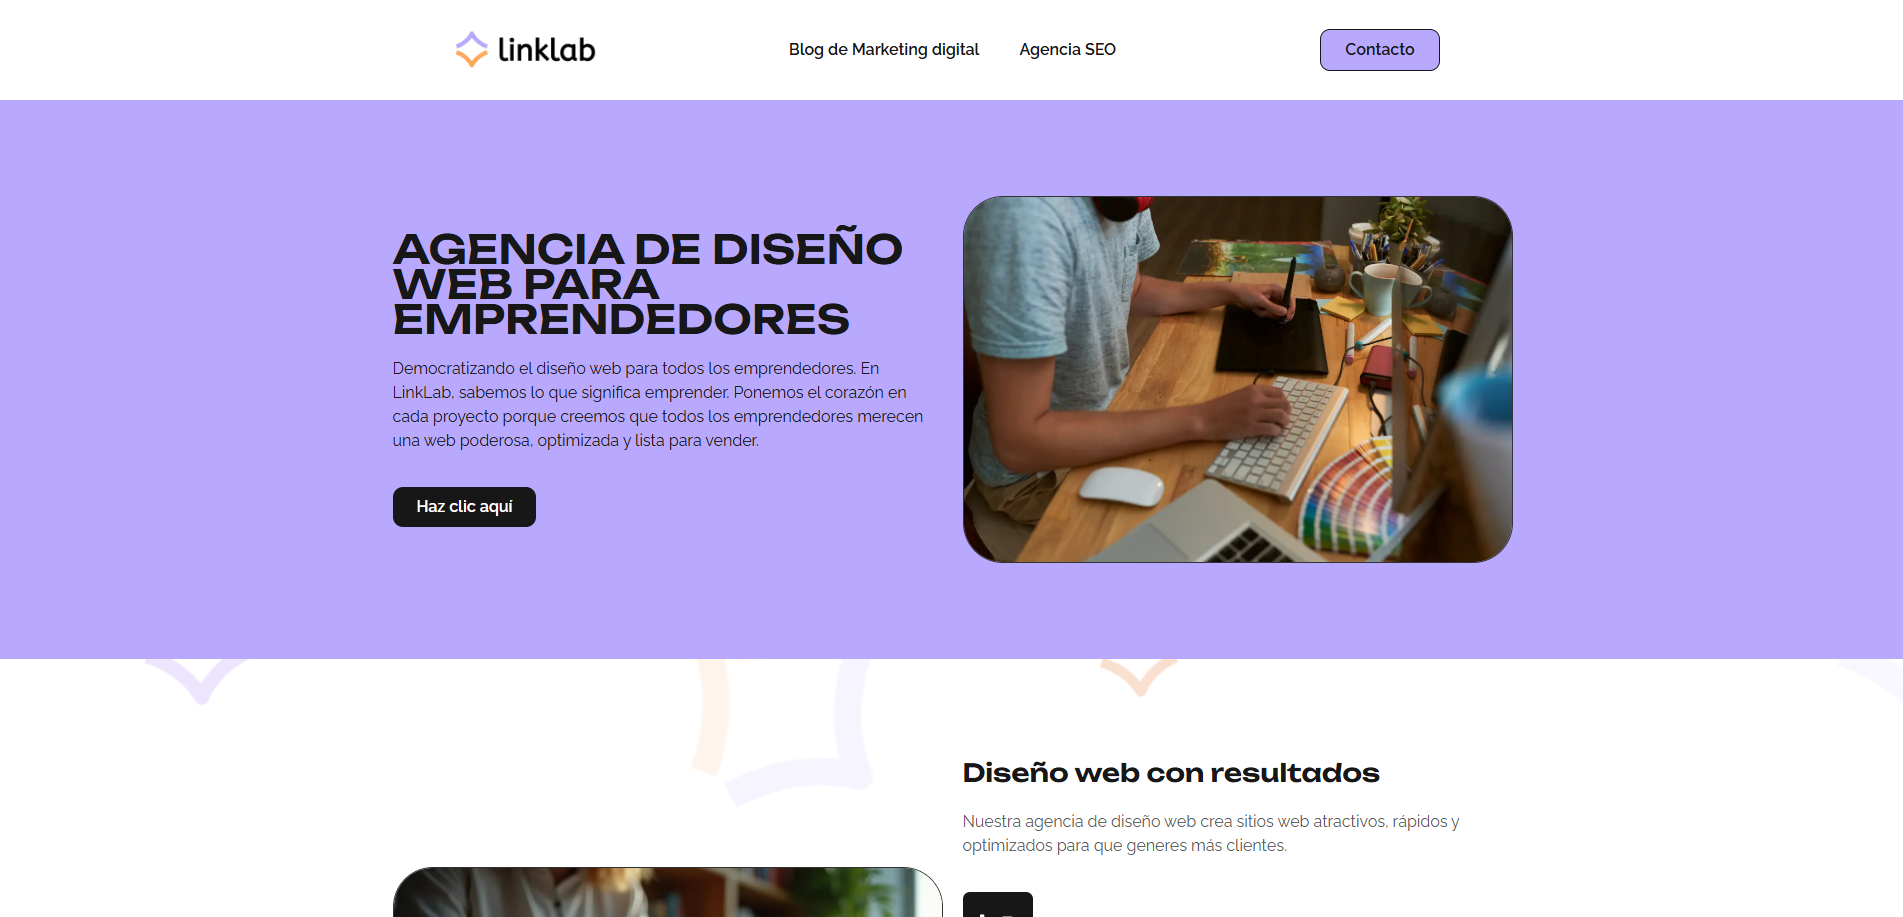 linklab
Blog de Marketing digital
Agencia SEO
Contacto
AGENCIA DE DISEÑO
WEB PARA
EMPRENDEDORES
Democratizando el diseño web para todos los emprendedores. En
LinkLab, sabemos lo que significa emprender. Ponemos el corazón en
cada proyecto porque creemos que todos los emprendedores merecen
una web poderosa, optimizada y lista para vender.
Haz clic aquí
Diseño web con resultados
Nuestra agencia de diseño web crea sitios web atractivos, rápidos y
optimizados para que generes más clientes.